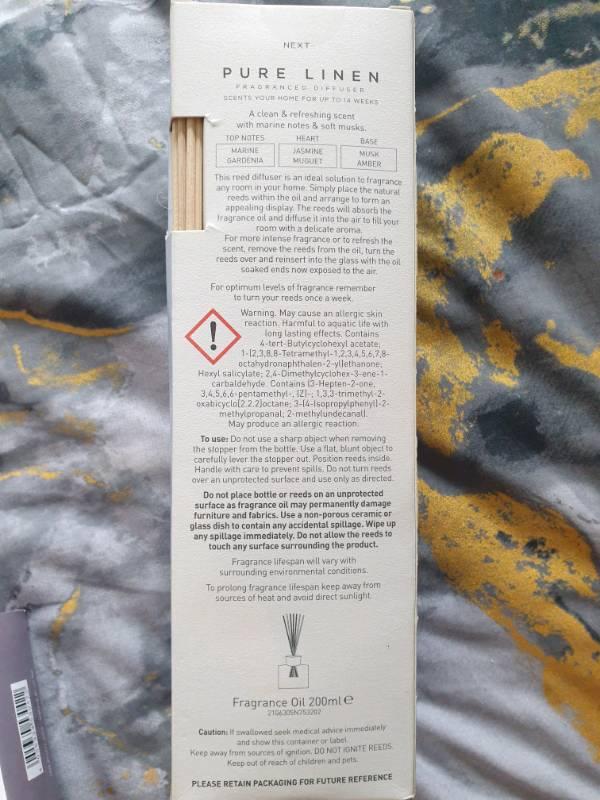 NEXT
PURE LINEN
FRAGRANCED DIFFUSER
SCENTS YOUR HOME FOR UP TO 14 WEEKS
A clean & refreshing scent
with marine notes & soft musks.
TOP NOTES HEART BASE
MARINE JASMINE MUSK
GARDENIA MUGUET AMBER
This reed diffuser is an ideal solution to fragrance
any room in your home. Simply place the natural
reeds within the oil and arrange to form an
appealing display. The reeds will absorb the
fragrance oil and diffuse it into the air to fill your
room with a delicate aroma.
For more intense fragrance or to refresh the
scent, remove the reeds from the oil, turn the
reeds over and reinsert into the glass with the oil
soaked ends now exposed to the air.
For optimum levels of fragrance remember
to turn your reeds once a week.
Warning. May cause an allergic skin
reaction. Harmful to aquatic life with
long lasting effects. Contains
4-tert-Butylcyclohexyl acetate;
1-(2,3,8,8-Tetramethyl-1,2,3,4,5,6,7,8-
octahydronaphthalen-2-yl)ethanone;
Hexyl salicylate; 2,4-Dimethylcyclohex-3-ene-1-
carbaldehyde. Contains (3-Hepten-2-one,
3,4,5,6,6-pentamethyl-, (Z)-; 1,3,3-trimethyl-2-
oxabicyclo[2.2.2]octane; 3-(4-Isopropylphenyl)-2-
methylpropanal; 2-methylundecanal).
May produce an allergic reaction.
To use: Do not use a sharp object when removing
the stopper from the bottle. Use a flat, blunt object to
carefully lever the stopper out. Position reeds inside.
Handle with care to prevent spills. Do not turn reeds
over an unprotected surface and use only as directed.
Do not place bottle or reeds on an unprotected
surface as fragrance oil may permanently damage
furniture and fabrics. Use a non-porous ceramic or
glass dish to contain any accidental spillage. Wipe up
any spillage immediately. Do not allow the reeds to
touch any surface surrounding the product.
Fragrance lifespan will vary with
surrounding environmental conditions.
To prolong fragrance lifespan keep away from
sources of heat and avoid direct sunlight.
Fragrance Oil 200ml ℮
21G630SN753202
Caution: If swallowed seek medical advice immediately
and show this container or label.
Keep away from sources of ignition. DO NOT IGNITE REEDS.
Keep out of reach of children and pets.
PLEASE RETAIN PACKAGING FOR FUTURE REFERENCE